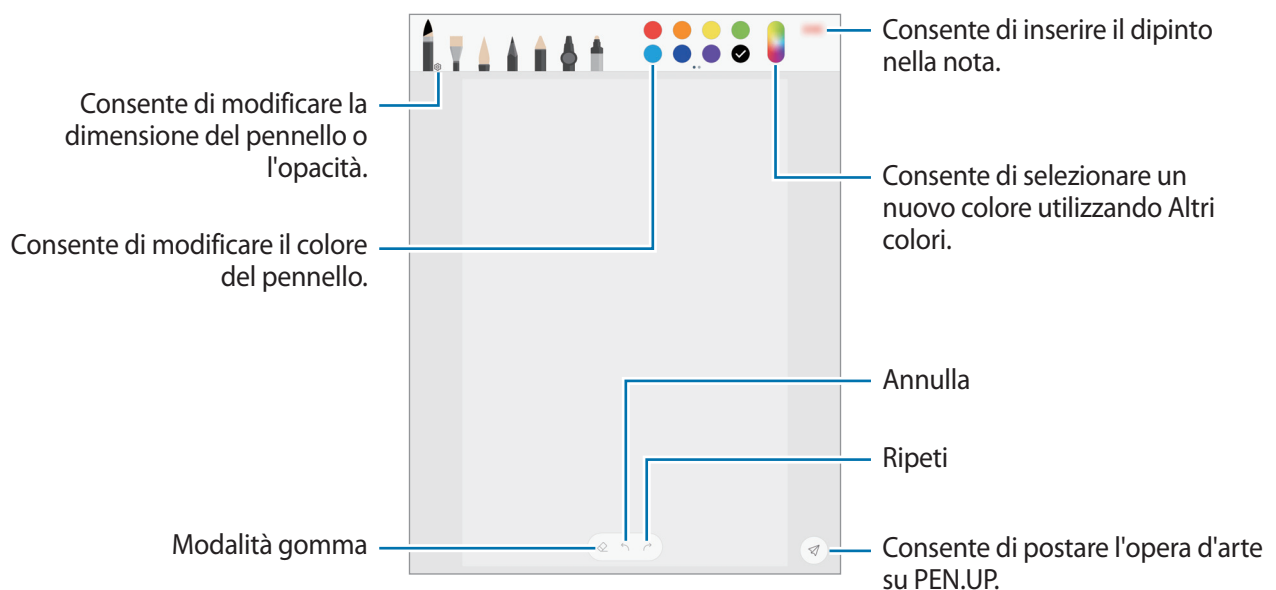 Consente di inserire il dipinto
nella nota.
Consente di modificare la
dimensione del pennello o
l'opacità.
Consente di selezionare un
nuovo colore utilizzando Altri
colori.
Consente di modificare il colore
del pennello.
Annulla
Ripeti
Modalità gomma
Consente di postare l'opera d'arte
su PEN.UP.